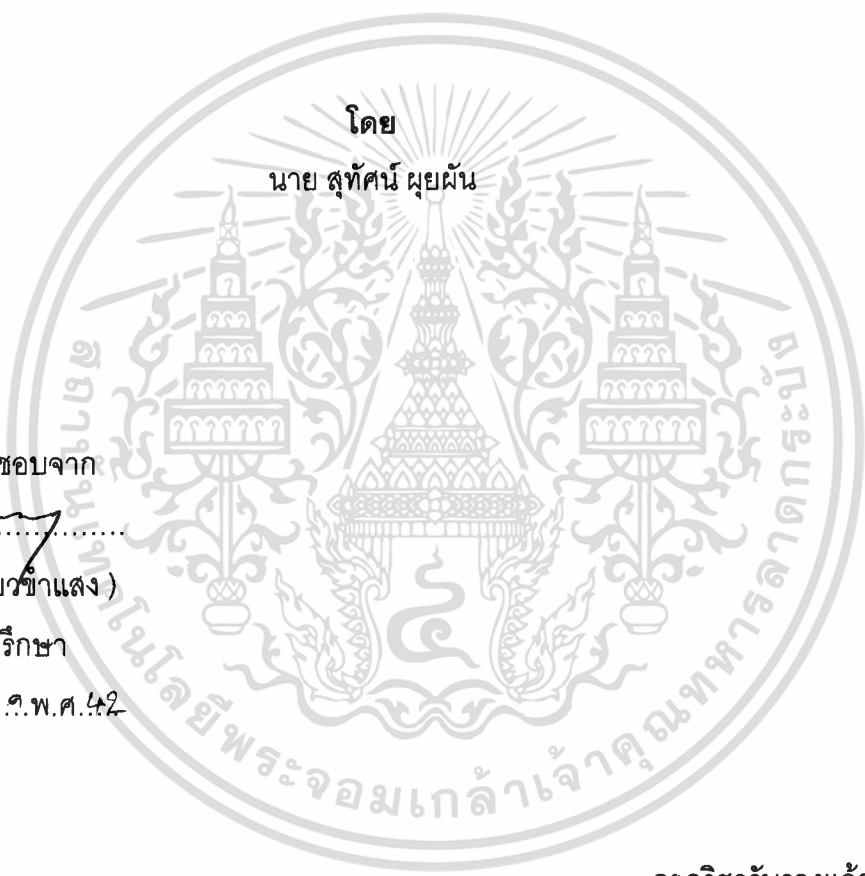 โดย
นาย สุทัศน์ ผุยผัน
ชอบจาก
ขำแสง )
รึกษา
พ.ศ.42
สถาบันเทคโนโลยีพระจอมเกล้าเจ้าคุณทหารลาดกระบัง